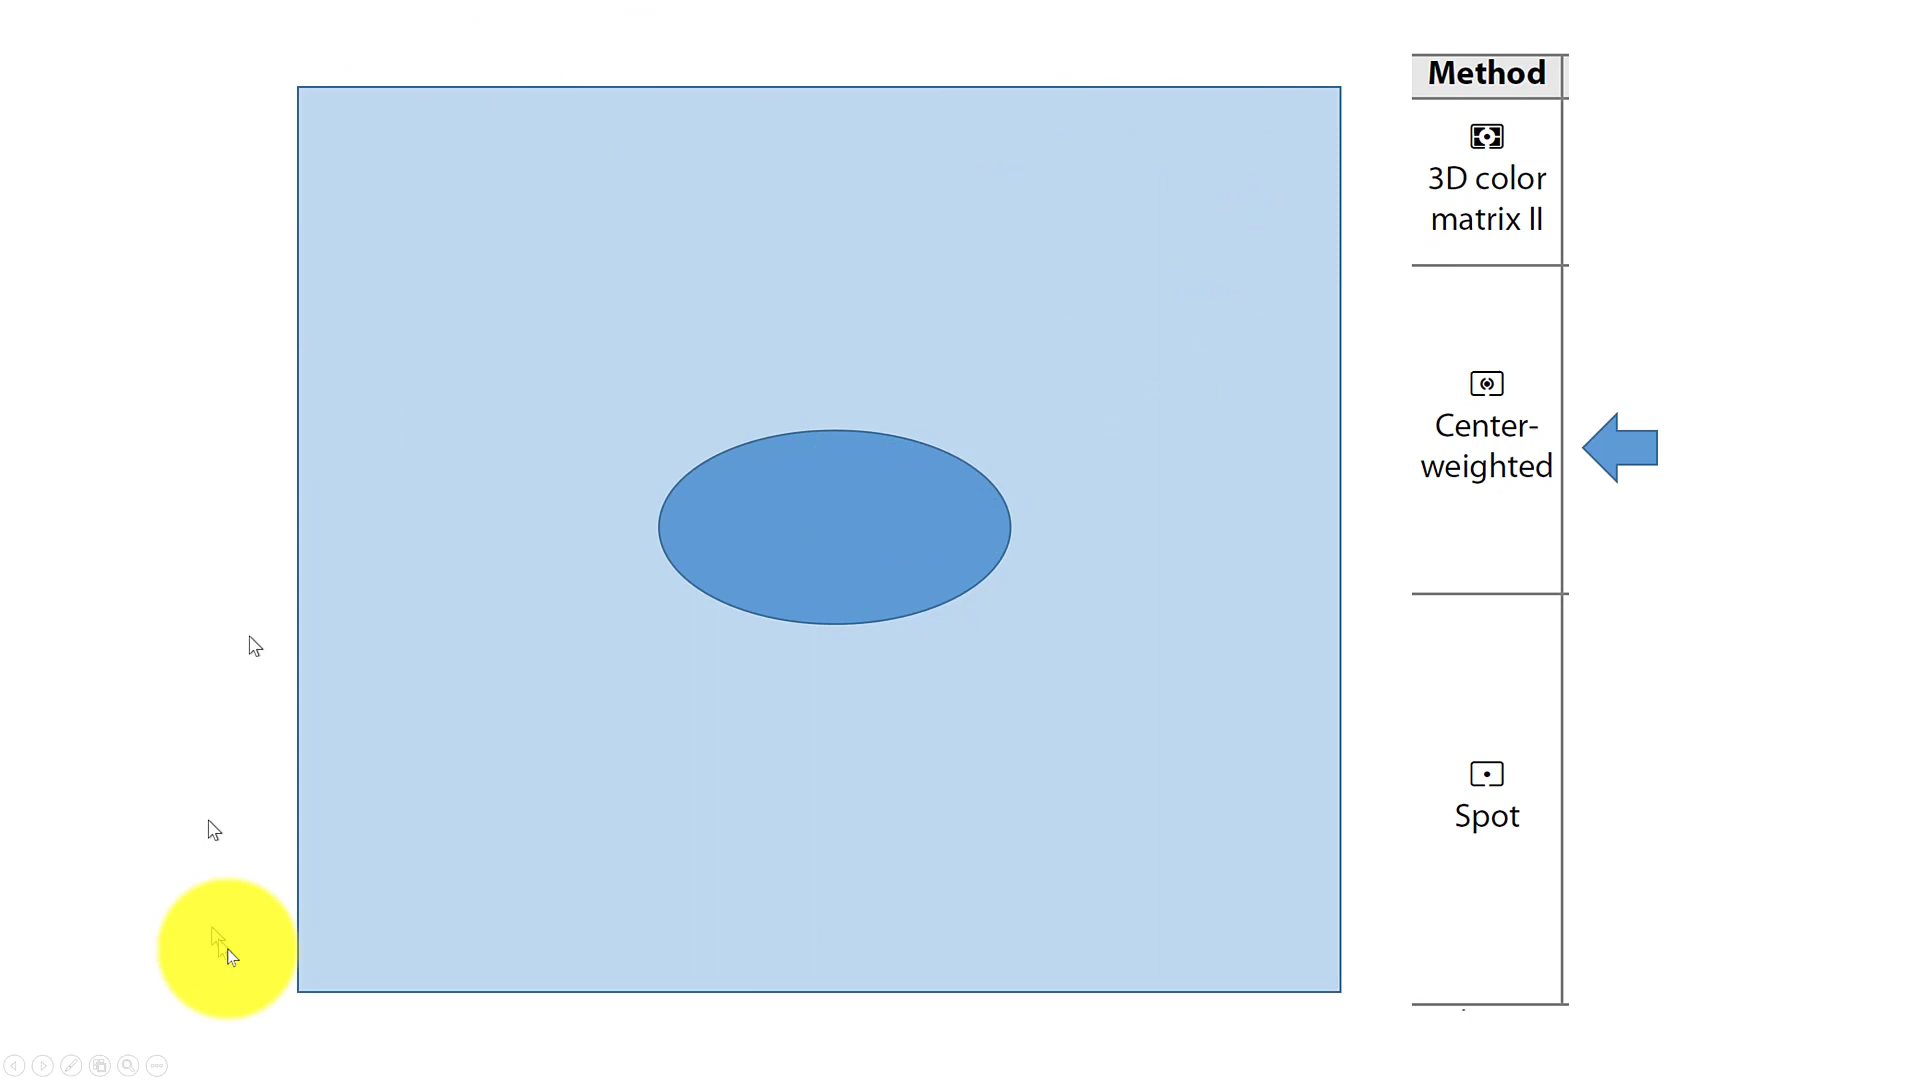 Method
3D color
matrix II
Center-
weighted
Spot